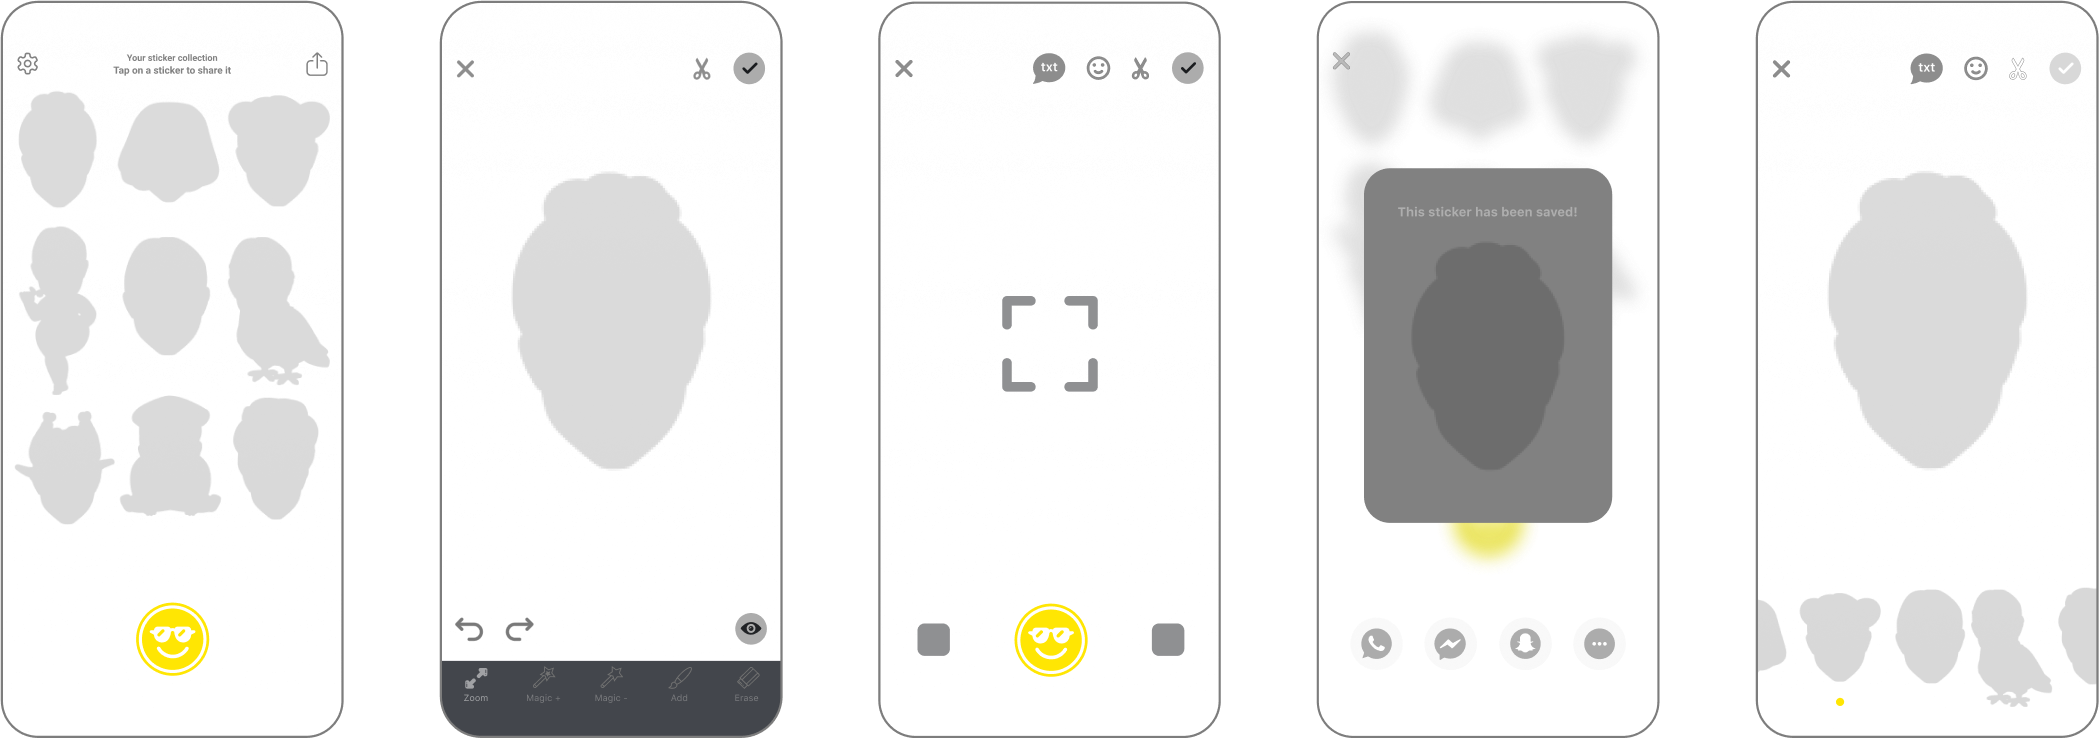 Your sticker collection
Tap on a sticker to share it
Zoom
Magic +
Magic -
Add
Erase
txt
This sticker has been saved!
txt